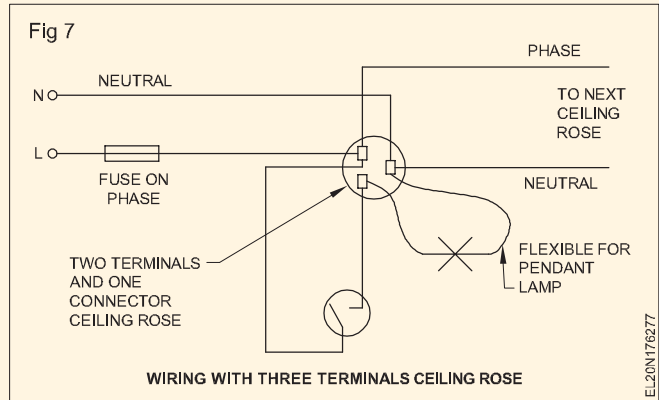 Fig 7
PHASE
NEUTRAL
N
TO NEXT
CEILING
ROSE
L
FUSE ON
PHASE
NEUTRAL
TWO TERMINALS
AND ONE
CONNECTOR
CEILING ROSE
FLEXIBLE FOR
PENDANT
LAMP
WIRING WITH THREE TERMINALS CEILING ROSE
EL20N176277